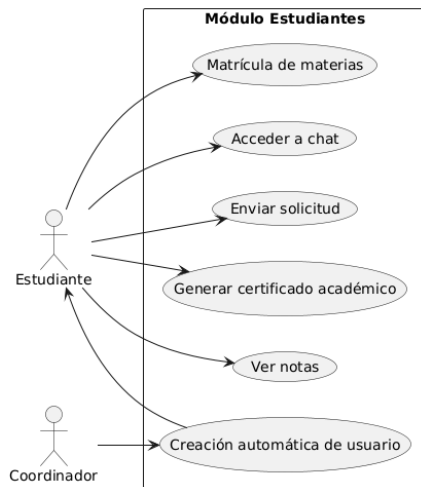 Módulo Estudiantes
Matrícula de materias
Acceder a chat
Enviar solicitud
Estudiante
Generar certificado académico
Ver notas
Creación automática de usuario
Coordinador